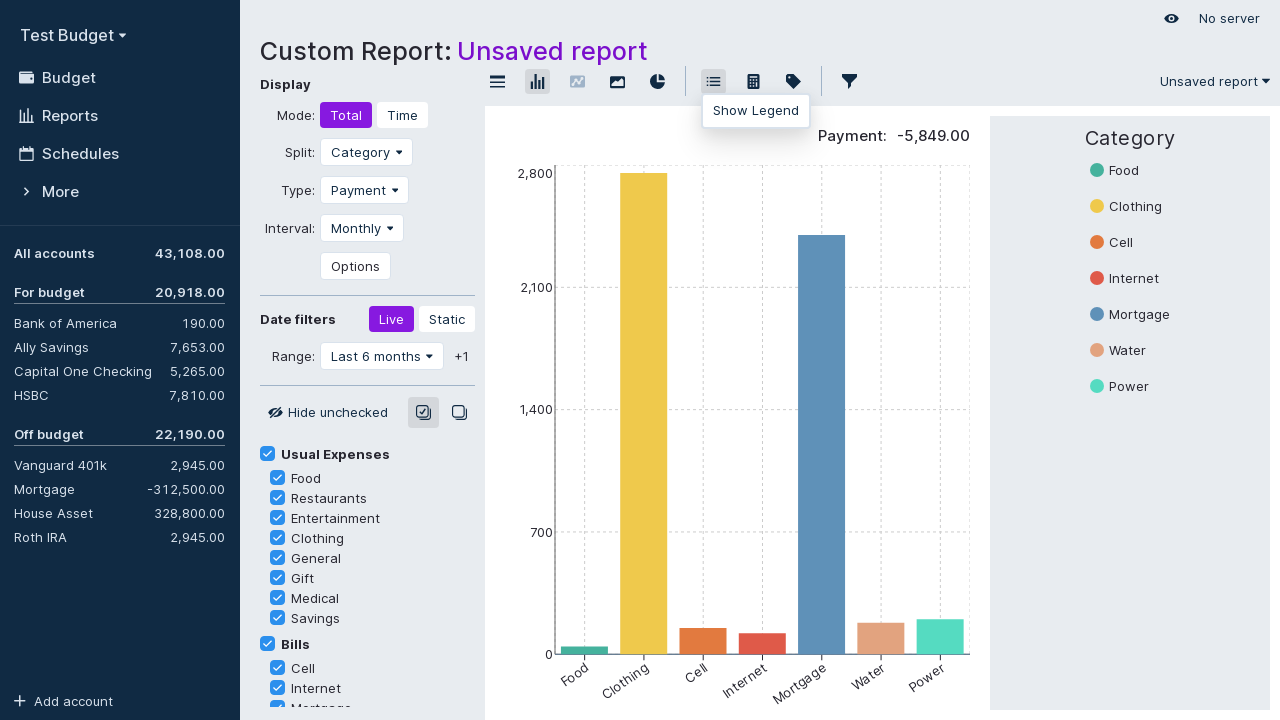 Test Budget
Budget
Reports
Schedules
More
All accounts 43,108.00
For budget 20,918.00
Bank of America 190.00
Ally Savings 7,653.00
Capital One Checking 5,265.00
HSBC 7,810.00
Off budget 22,190.00
Vanguard 401k 2,945.00
Mortgage -312,500.00
House Asset 328,800.00
Roth IRA 2,945.00
Add account
No server
Custom Report: Unsaved report
Display
Mode: Total Time
Split: Category
Type: Payment
Interval: Monthly
Options
Date filters Live Static
Range: Last 6 months +1
Hide unchecked
Usual Expenses
Food
Restaurants
Entertainment
Clothing
General
Gift
Medical
Savings
Bills
Cell
Internet
Mortgage
Unsaved report
Show Legend
Payment: -5,849.00
2,800
2,100
1,400
700
0
Food
Clothing
Cell
Internet
Mortgage
Water
Power
Category
Food
Clothing
Cell
Internet
Mortgage
Water
Power